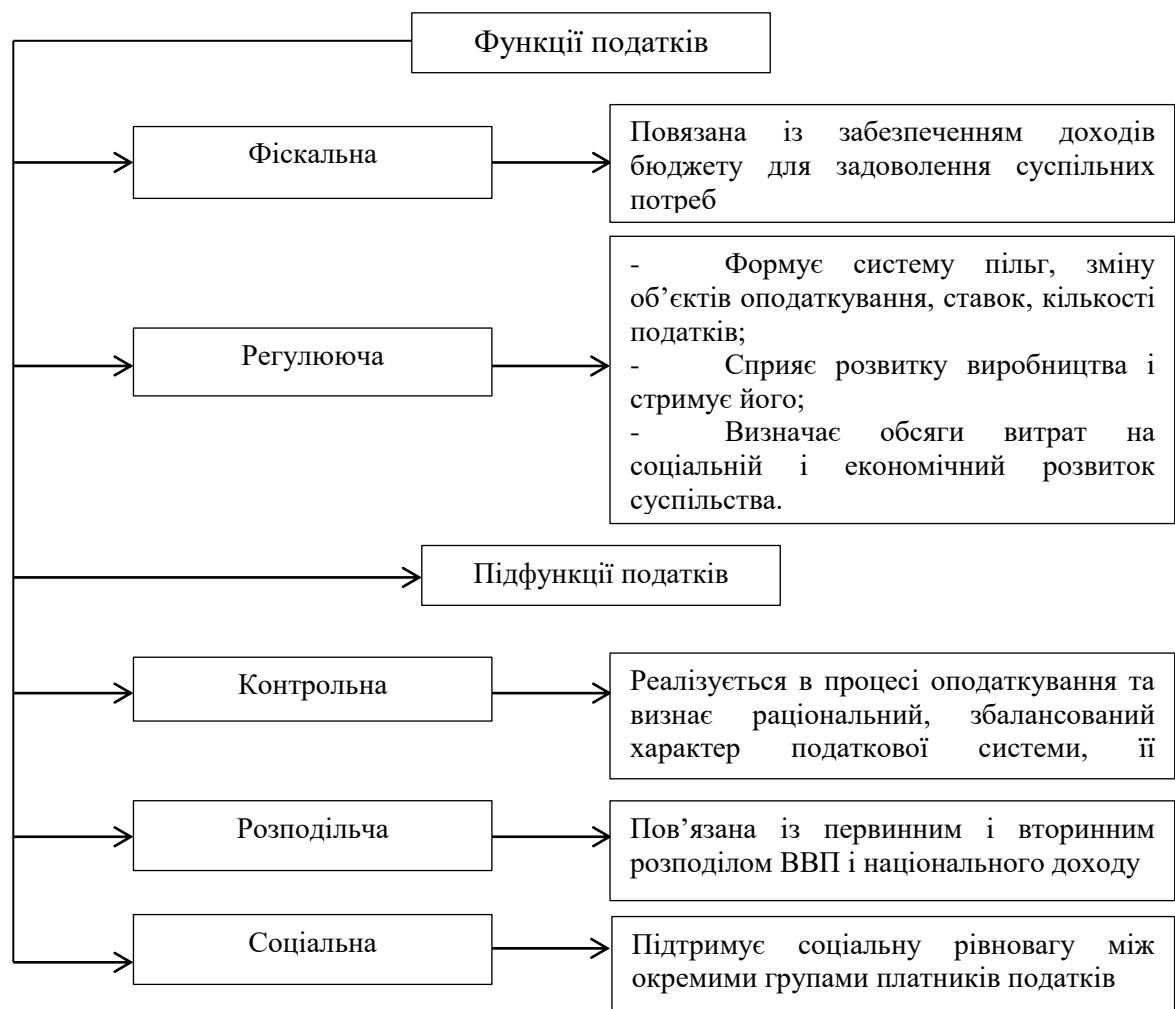 Функції податків
Фіскальна
Повязана із забезпеченням доходів
бюджету для задоволення суспільних
потреб
Регулююча
- Формує систему пільг, зміну
об’єктів оподаткування, ставок, кількості
податків;
- Сприяє розвитку виробництва і
стримує його;
- Визначає обсяги витрат на
соціальній і економічний розвиток
суспільства.
Підфункції податків
Контрольна
Реалізується в процесі оподаткування та
визнає раціональний, збалансований
характер податкової системи, її
Розподільча
Пов’язана із первинним і вторинним
розподілом ВВП і національного доходу
Соціальна
Підтримує соціальну рівновагу між
окремими групами платників податків